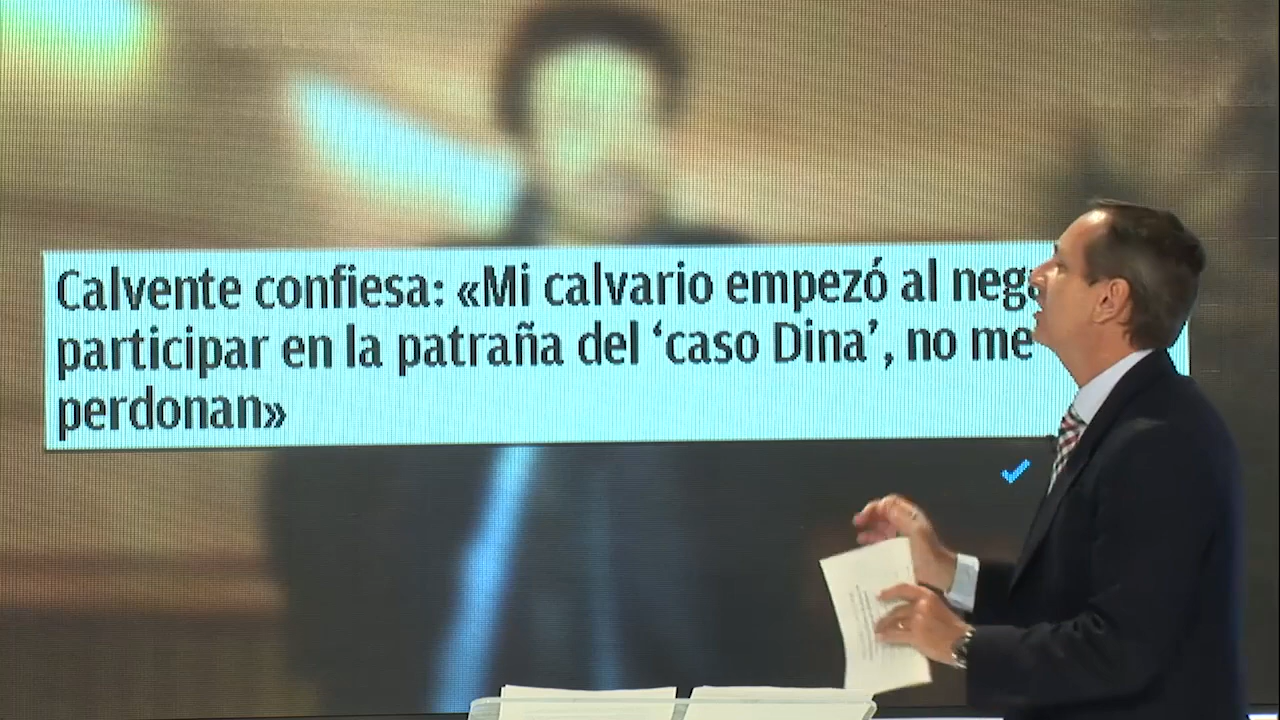 Calvente confiesa: «Mi calvario empezó al
participar en la patraña del ‘caso Dina’, no me
perdonan»